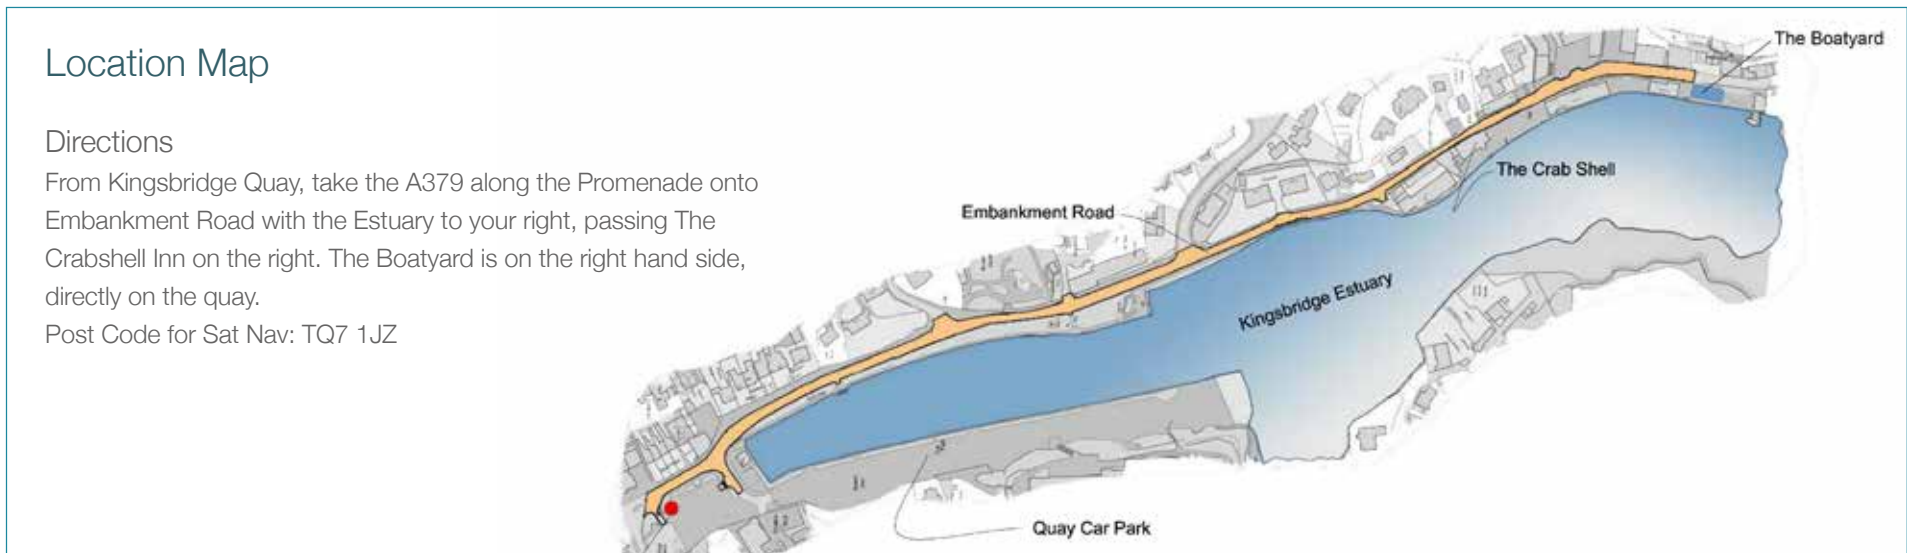 Location Map
Directions
From Kingsbridge Quay, take the A379 along the Promenade onto
Embankment Road with the Estuary to your right, passing The
Crabshell Inn on the right. The Boatyard is on the right hand side,
directly on the quay.
Post Code for Sat Nav: TQ7 1JZ
The Boatyard
The Crab Shell
Embankment Road
Kingsbridge Estuary
Quay Car Park